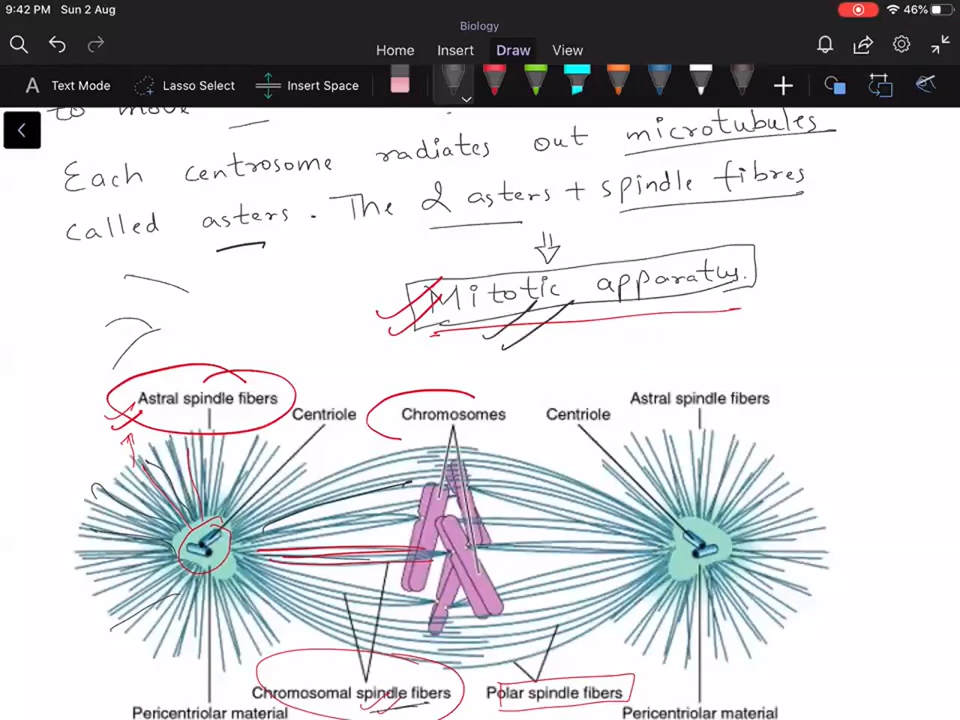 9:42 PM Sun 2 Aug 46%
Biology
Home Insert Draw View
Text Mode Lasso Select Insert Space
to move
Each centrosome radiates out microtubules
called asters. The 2 asters + spindle fibres
Mitotic apparatus.
Astral spindle fibers Astral spindle fibers
Centriole Chromosomes Centriole
Chromosomal spindle fibers Polar spindle fibers
Pericentriolar material Pericentriolar material